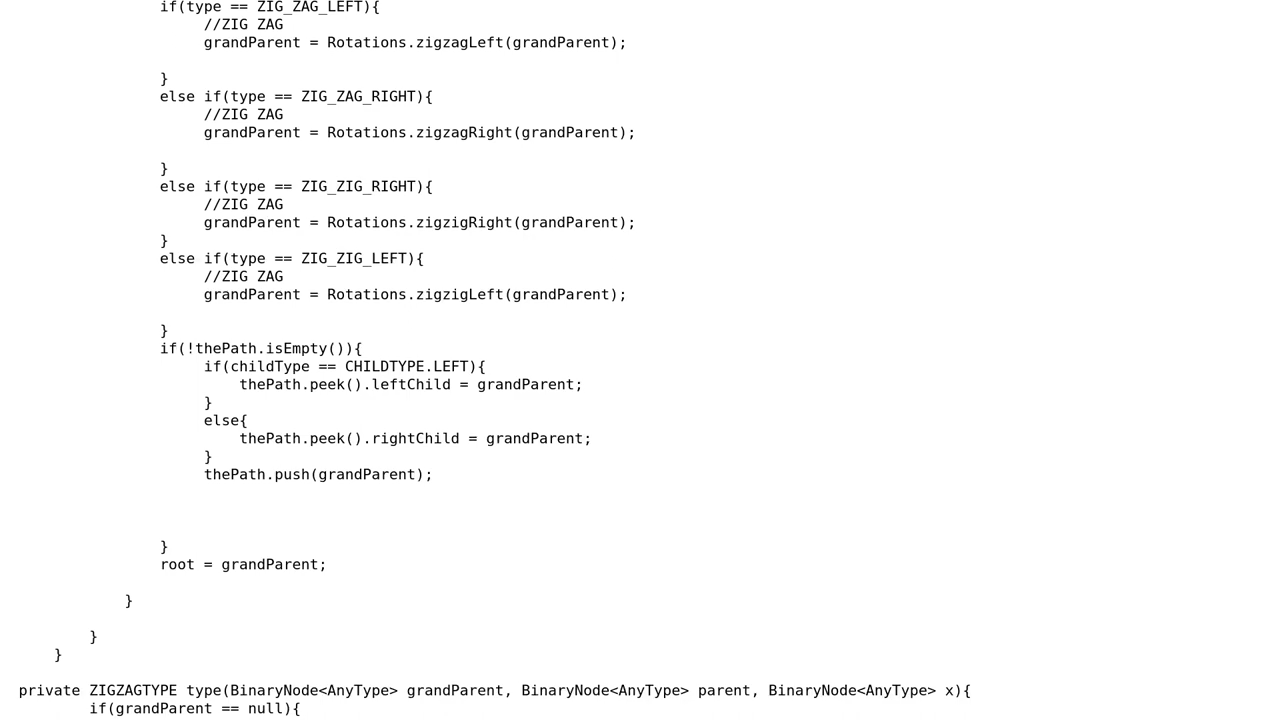 if(type == ZIG_ZAG_LEFT){
//ZIG ZAG
grandParent = Rotations.zigzagLeft(grandParent);
}
else if(type == ZIG_ZAG_RIGHT){
//ZIG ZAG
grandParent = Rotations.zigzagRight(grandParent);
}
else if(type == ZIG_ZIG_RIGHT){
//ZIG ZAG
grandParent = Rotations.zigzigRight(grandParent);
}
else if(type == ZIG_ZIG_LEFT){
//ZIG ZAG
grandParent = Rotations.zigzigLeft(grandParent);
}
if(!thePath.isEmpty()){
if(childType == CHILDTYPE.LEFT){
thePath.peek().leftChild = grandParent;
}
else{
thePath.peek().rightChild = grandParent;
}
thePath.push(grandParent);
}
root = grandParent;
}
}
}
private ZIGZAGTYPE type(BinaryNode<AnyType> grandParent, BinaryNode<AnyType> parent, BinaryNode<AnyType> x){
if(grandParent == null){